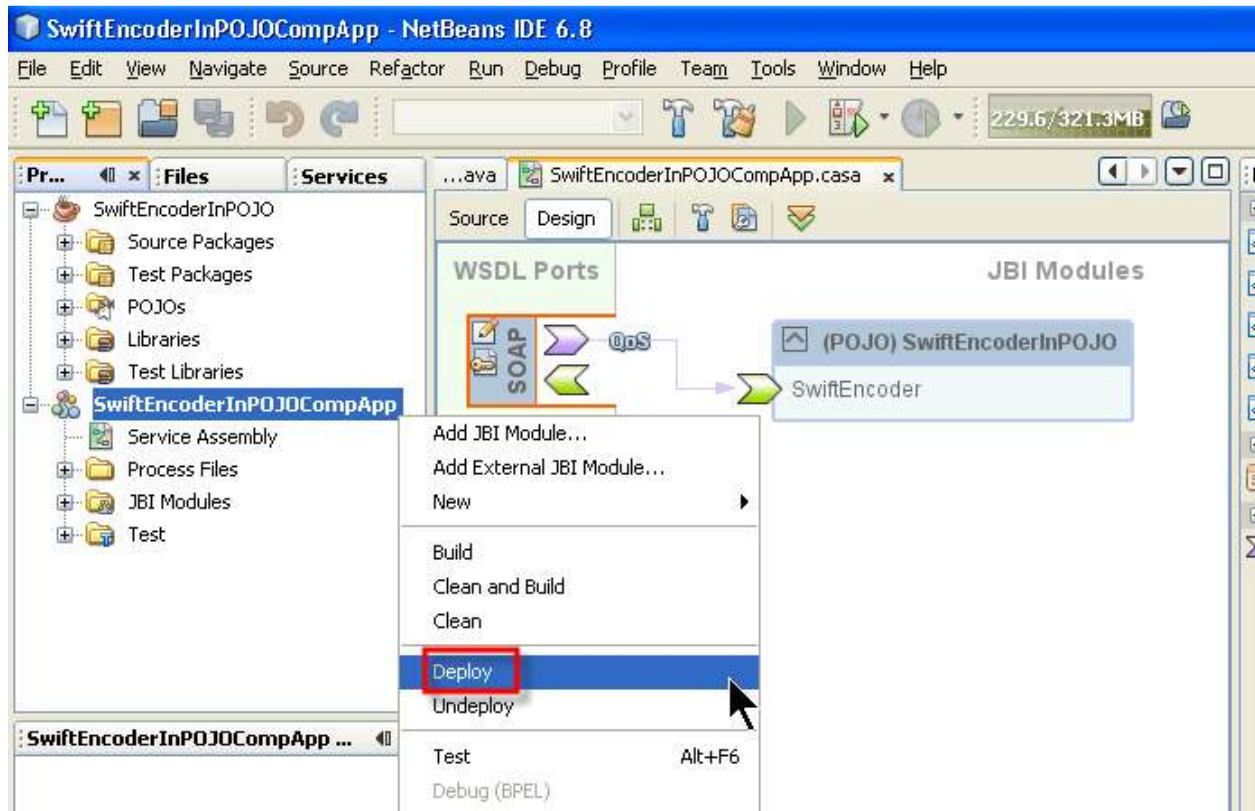 SwiftEncoderInPOJOCompApp - NetBeans IDE 6.8
File Edit View Navigate Source Refactor Run Debug Profile Team Tools Window Help
229.6/321.3MB
Pr... Files Services
...ava SwiftEncoderInPOJOCompApp.casa
Source Design
SwiftEncoderInPOJO
Source Packages
Test Packages
POJOs
Libraries
Test Libraries
SwiftEncoderInPOJOCompApp
Service Assembly
Process Files
JBI Modules
Test
SwiftEncoderInPOJOCompApp ...
WSDL Ports
JBI Modules
SOAP
QoS
(POJO) SwiftEncoderInPOJO
SwiftEncoder
Add JBI Module...
Add External JBI Module...
New
Build
Clean and Build
Clean
Deploy
Undeploy
Test Alt+F6
Debug (BPEL)